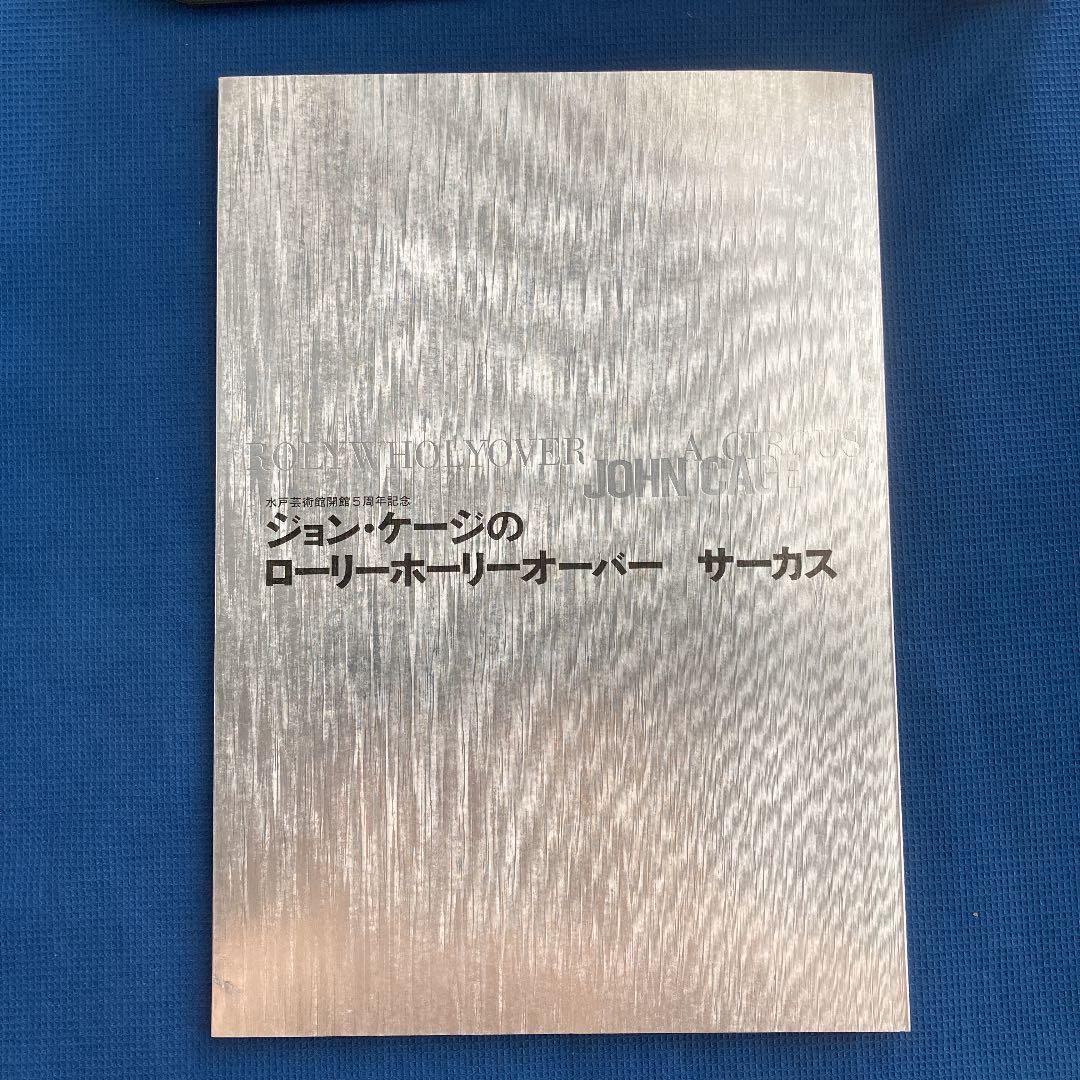 ROLYWHOLYOVER A CIRCUS
JOHN CAGE
水戸芸術館開館5周年記念
ジョン・ケージの
ローリーホーリーオーバー サーカス